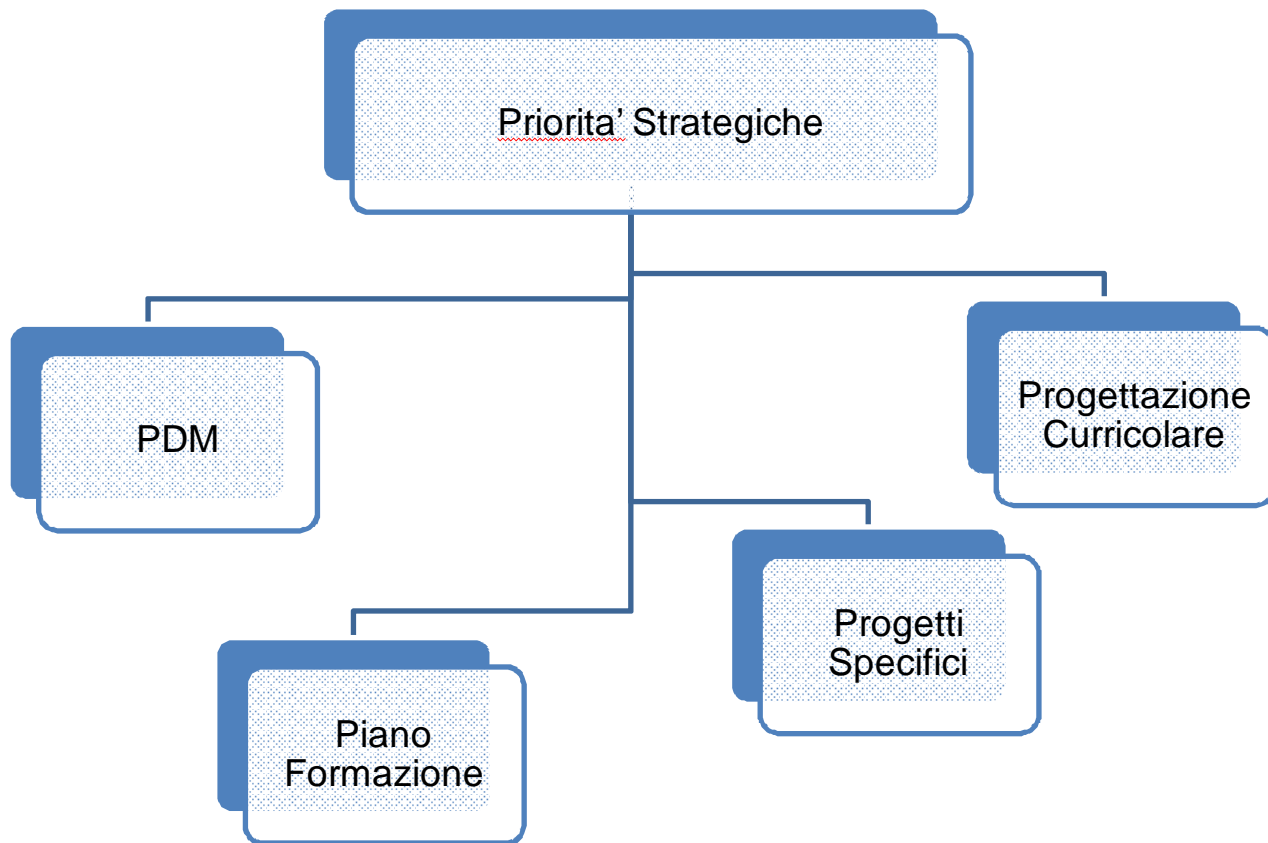 Priorita’ Strategiche
PDM
Progettazione
Curricolare
Progetti
Specifici
Piano
Formazione